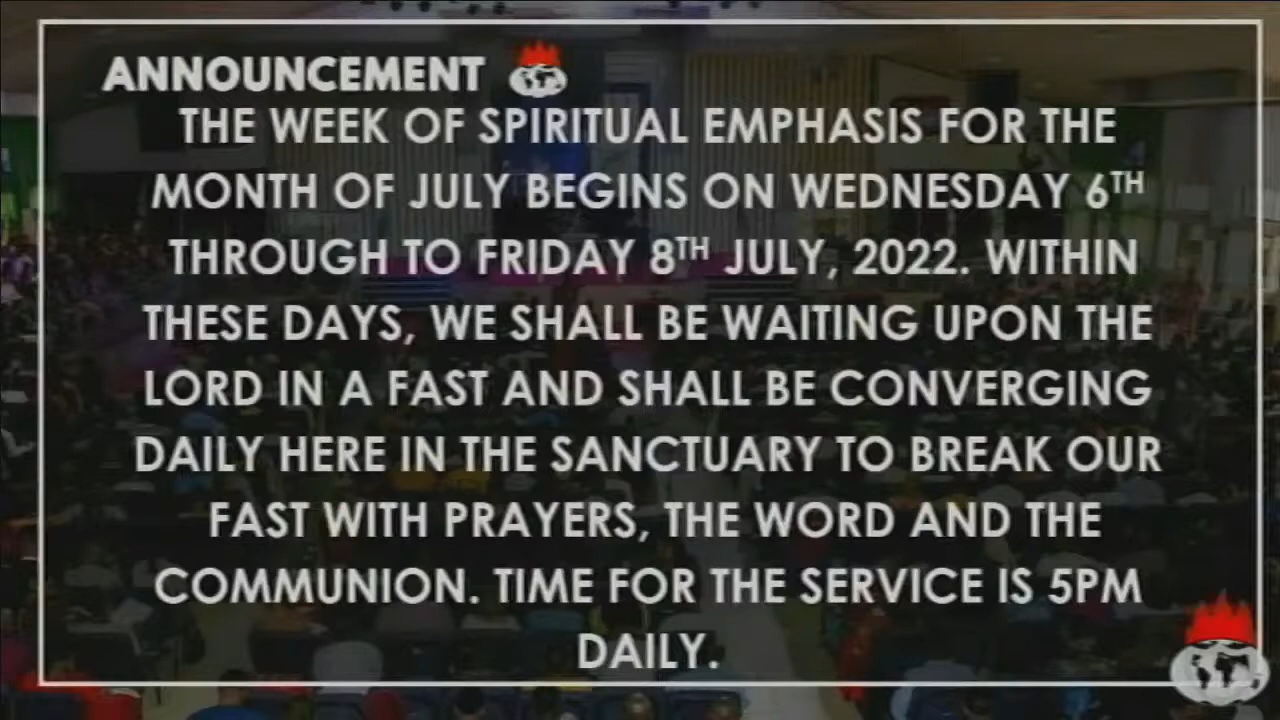 ANNOUNCEMENT
THE WEEK OF SPIRITUAL EMPHASIS FOR THE
MONTH OF JULY BEGINS ON WEDNESDAY 6TH
THROUGH TO FRIDAY 8TH JULY, 2022. WITHIN
THESE DAYS, WE SHALL BE WAITING UPON THE
LORD IN A FAST AND SHALL BE CONVERGING
DAILY HERE IN THE SANCTUARY TO BREAK OUR
FAST WITH PRAYERS, THE WORD AND THE
COMMUNION. TIME FOR THE SERVICE IS 5PM
DAILY.